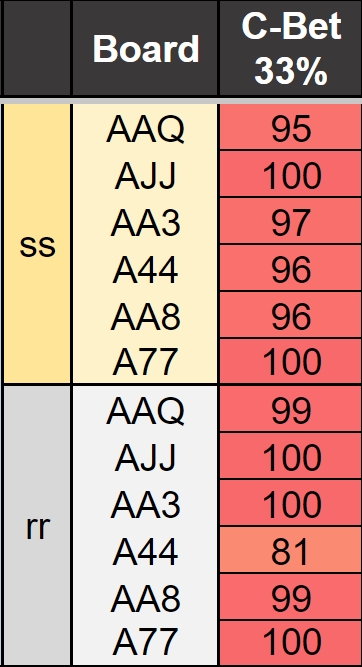 Board C-Bet 33%
ss
AAQ 95
AJJ 100
AA3 97
A44 96
AA8 96
A77 100
rr
AAQ 99
AJJ 100
AA3 100
A44 81
AA8 99
A77 100